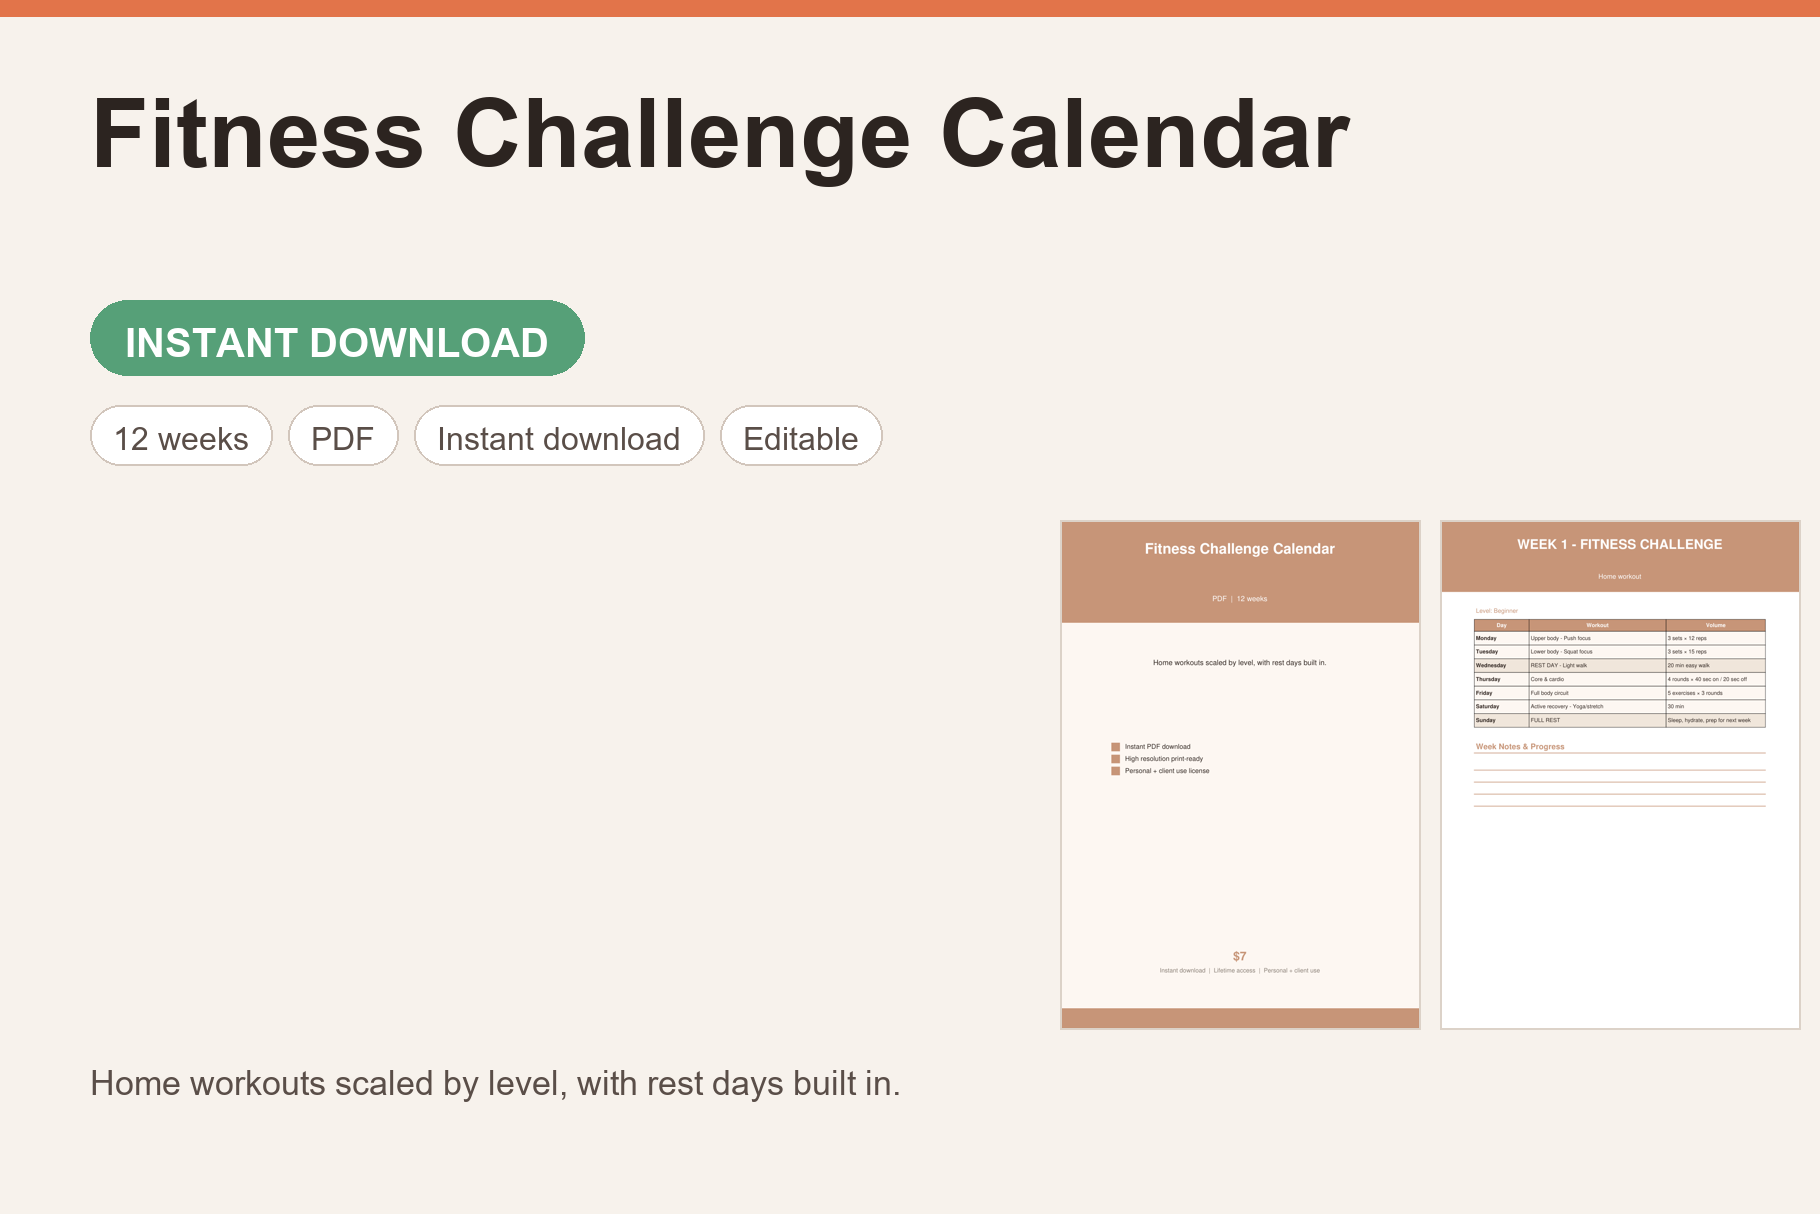 Fitness Challenge Calendar
INSTANT DOWNLOAD
12 weeks PDF Instant download Editable
Fitness Challenge Calendar
PDF | 12 weeks
Home workouts scaled by level, with rest days built in.
Instant PDF download
High resolution print-ready
Personal + client use license
$7
Instant download | Lifetime access | Personal + client use
WEEK 1 - FITNESS CHALLENGE
Home workout
Level: Beginner
Day Workout Volume
Monday Upper body - Push focus 3 sets × 12 reps
Tuesday Lower body - Squat focus 3 sets × 15 reps
Wednesday REST DAY - Light walk 20 min easy walk
Thursday Core & cardio 4 rounds × 40 sec on / 20 sec off
Friday Full body circuit 5 exercises × 3 rounds
Saturday Active recovery - Yoga/stretch 30 min
Sunday FULL REST Sleep, hydrate, prep for next week
Week Notes & Progress
Home workouts scaled by level, with rest days built in.